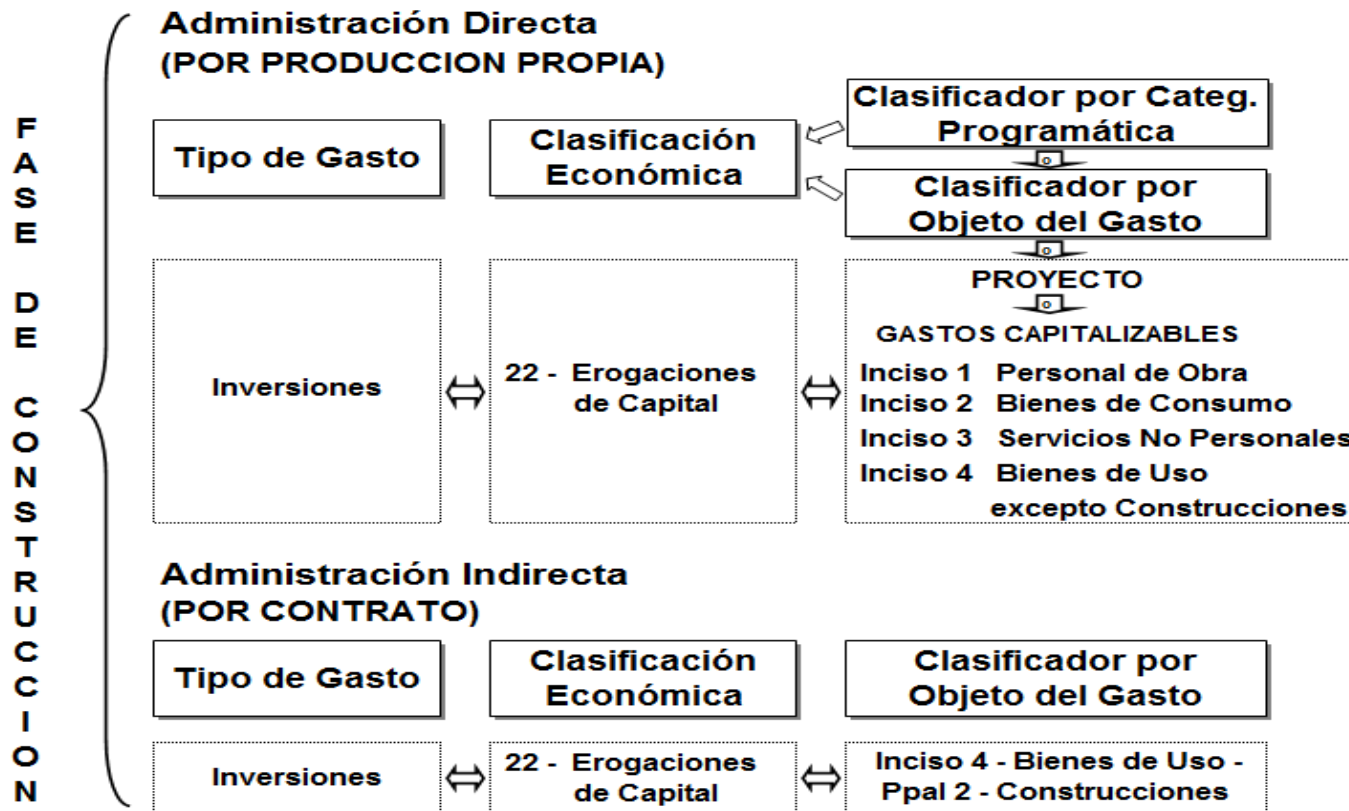 FASE DE CONSTRUCCION
Administración Directa
(POR PRODUCCION PROPIA)
Tipo de Gasto
Clasificación
Económica
Clasificador por Categ.
Programática
o
Clasificador por
Objeto del Gasto
o
Inversiones
22 - Erogaciones
de Capital
PROYECTO
o
GASTOS CAPITALIZABLES
Inciso 1 Personal de Obra
Inciso 2 Bienes de Consumo
Inciso 3 Servicios No Personales
Inciso 4 Bienes de Uso
excepto Construcciones
Administración Indirecta
(POR CONTRATO)
Tipo de Gasto
Clasificación
Económica
Clasificador por
Objeto del Gasto
Inversiones
22 - Erogaciones
de Capital
Inciso 4 - Bienes de Uso -
Ppal 2 - Construcciones